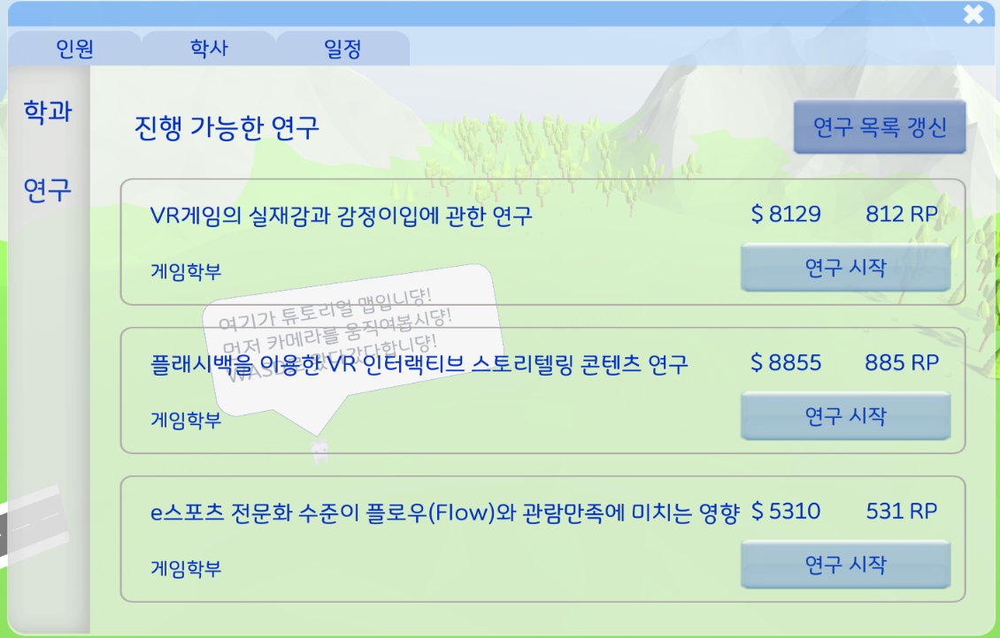 인원
학사
일정
학과
연구
진행 가능한 연구
연구 목록 갱신
VR게임의 실재감과 감정이입에 관한 연구
$ 8129
812 RP
게임학부
연구 시작
여기가 튜토리얼 맵입니댱!
먼저 카메라를 움직여봅시댱!
플래시백을 이용한 VR 인터랙티브 스토리텔링 콘텐츠 연구
$ 8855
885 RP
게임학부
연구 시작
e스포츠 전문화 수준이 플로우(Flow)와 관람만족에 미치는 영향
$ 5310
531 RP
게임학부
연구 시작